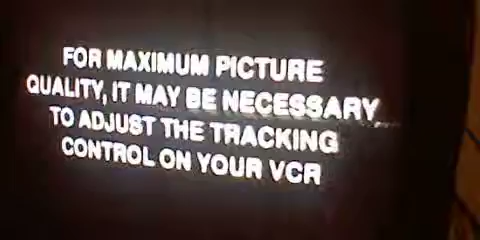 FOR MAXIMUM PICTURE
QUALITY, IT MAY BE NECESSARY
TO ADJUST THE TRACKING
CONTROL ON YOUR VCR